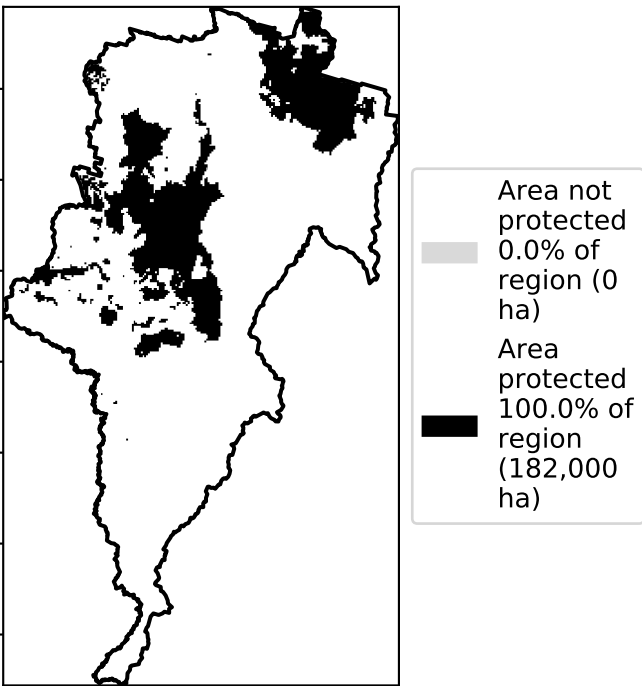 Area not
protected
0.0% of
region (0
ha)
Area
protected
100.0% of
region
(182,000
ha)